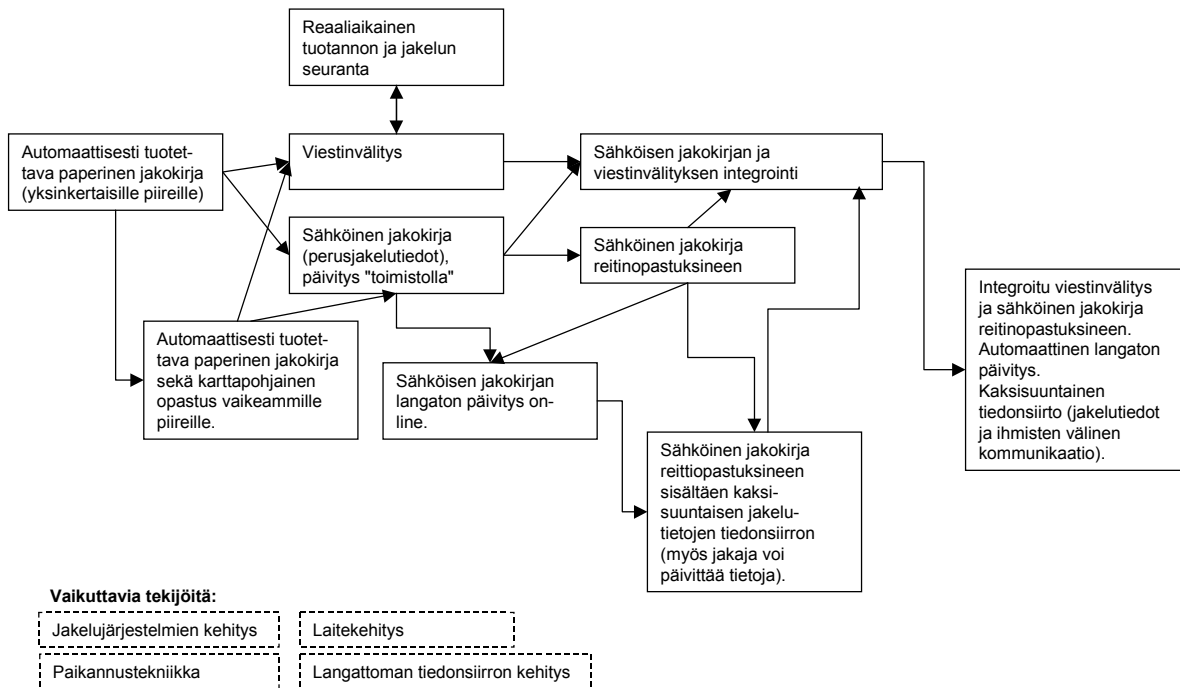 Reaaliaikainen
tuotannon ja jakelun
seuranta
Automaattisesti tuotet-
tava paperinen jakokirja
(yksinkertaisille piireille)
Viestinvälitys
Sähköisen jakokirjan ja
viestinvälityksen integrointi
Sähköinen jakokirja
(perusjakelutiedot),
päivitys "toimistolla"
Sähköinen jakokirja
reitinopastuksineen
Integroitu viestinvälitys
ja sähköinen jakokirja
reitinopastuksineen.
Automaattinen langaton
päivitys.
Kaksisuuntainen
tiedonsiirto (jakelutiedot
ja ihmisten välinen
kommunikaatio).
Automaattisesti tuotet-
tava paperinen jakokirja
sekä karttapohjainen
opastus vaikeammille
piireille.
Sähköisen jakokirjan
langaton päivitys on-
line.
Sähköinen jakokirja
reittiopastuksineen
sisältäen kaksi-
suuntaisen jakelu-
tietojen tiedonsiirron
(myös jakaja voi
päivittää tietoja).
Vaikuttavia tekijöitä:
Jakelujärjestelmien kehitys
Laitekehitys
Paikannustekniikka
Langattoman tiedonsiirron kehitys